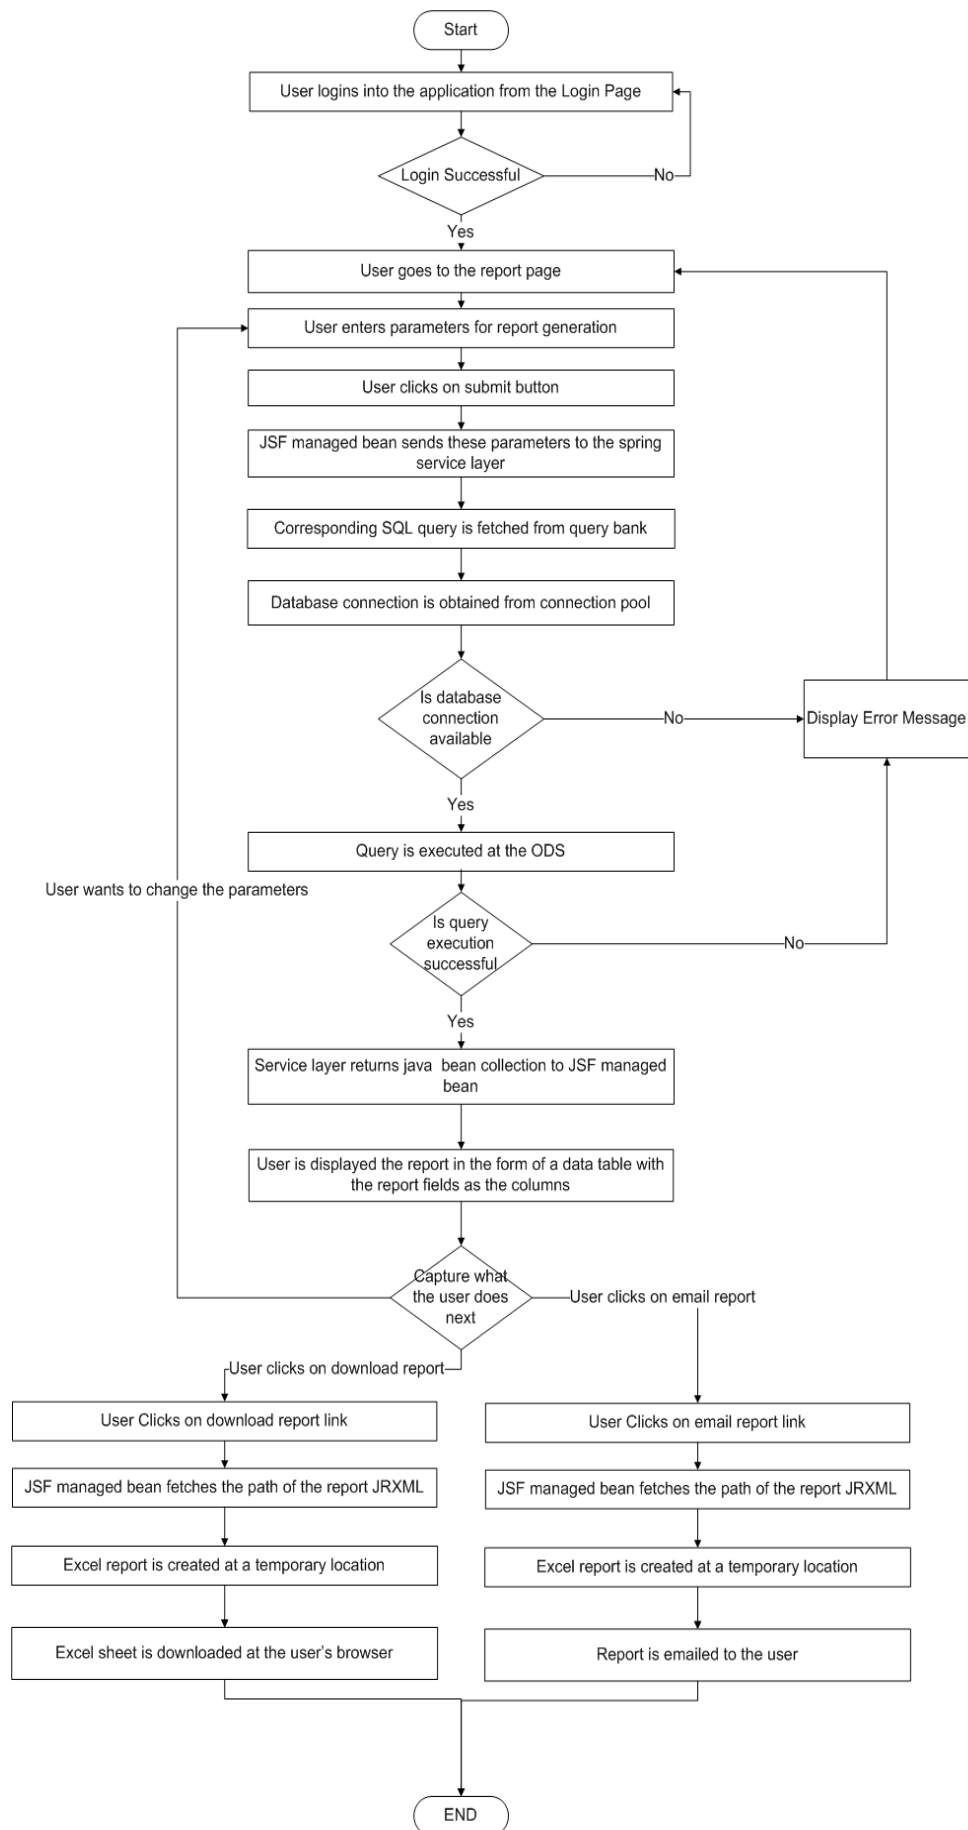 Start
User logins into the application from the Login Page
Login Successful
No
Yes
User goes to the report page
User enters parameters for report generation
User clicks on submit button
JSF managed bean sends these parameters to the spring
service layer
Corresponding SQL query is fetched from query bank
Database connection is obtained from connection pool
Is database
connection
available
No
Display Error Message
Yes
Query is executed at the ODS
User wants to change the parameters
Is query
execution
successful
No
Yes
Service layer returns java bean collection to JSF managed
bean
User is displayed the report in the form of a data table with
the report fields as the columns
Capture what
the user does
next
User clicks on email report
User clicks on download report
User Clicks on download report link
User Clicks on email report link
JSF managed bean fetches the path of the report JRXML
JSF managed bean fetches the path of the report JRXML
Excel report is created at a temporary location
Excel report is created at a temporary location
Excel sheet is downloaded at the user's browser
Report is emailed to the user
END